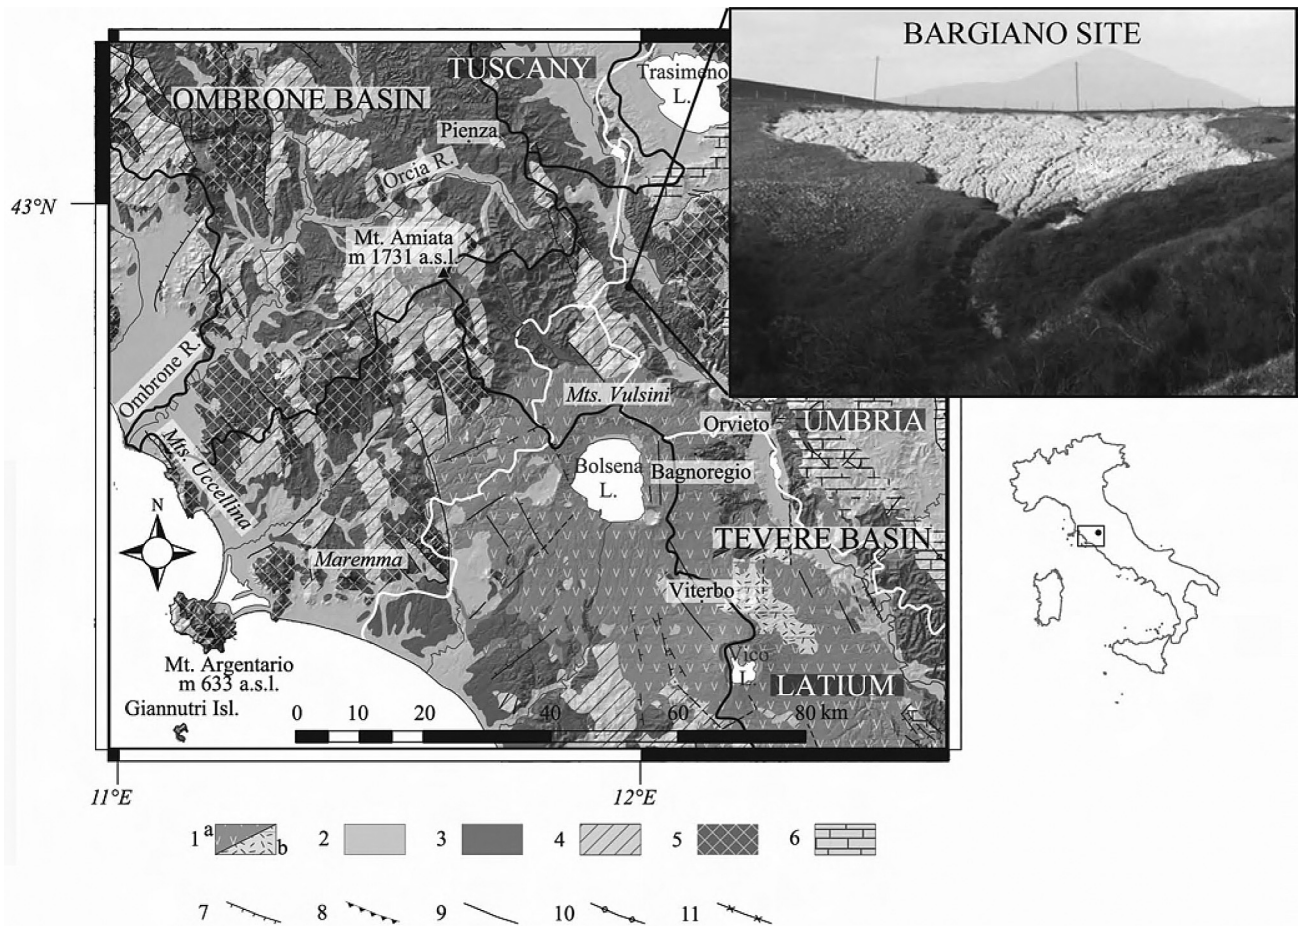 BARGIANO SITE
TUSCANY
Trasimeno
L.
OMBRONE BASIN
Pienza
Orcia R.
43°N
Mt. Amiata
m 1731 a.s.l.
Ombrone R.
Mts. Vulsini
Orvieto
UMBRIA
Mts. Uccellina
Bolsena
L.
Bagnoregio
N
Maremma
TEVERE BASIN
Viterbo
Mt. Argentario
m 633 a.s.l.
Vico
L.
LATIUM
Giannutri Isl.
0 10 20 40 60 80 km
11°E 12°E
1 a b 2 3 4 5 6
7 8 9 10 11